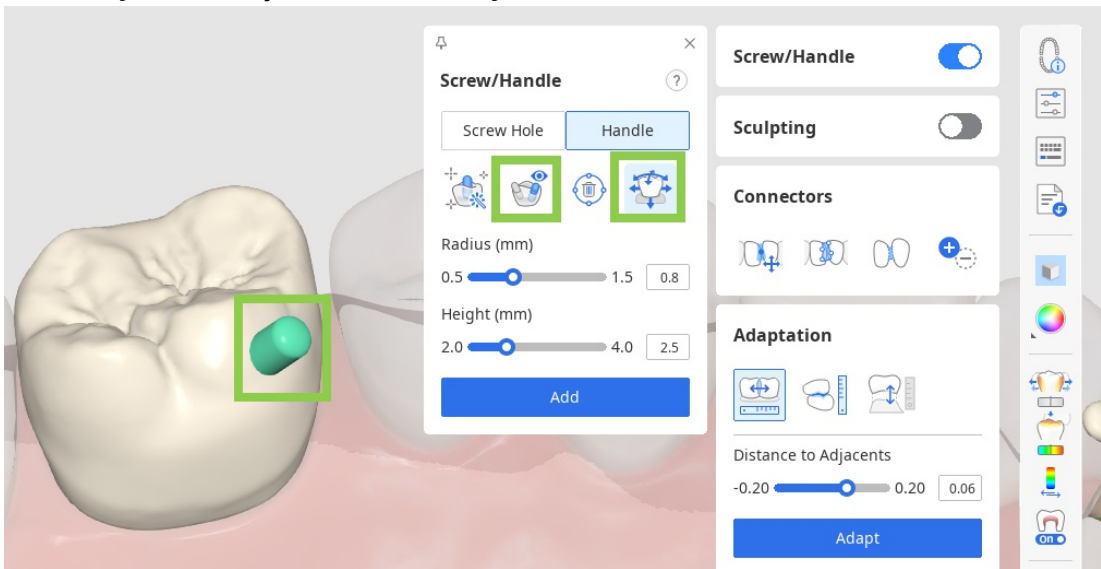 Screw/Handle
?
Screw Hole Handle
Radius (mm)
0.5 1.5 0.8
Height (mm)
2.0 4.0 2.5
Add
Screw/Handle
Sculpting
Connectors
Adaptation
Distance to Adjacents
-0.20 0.20 0.06
Adapt
On